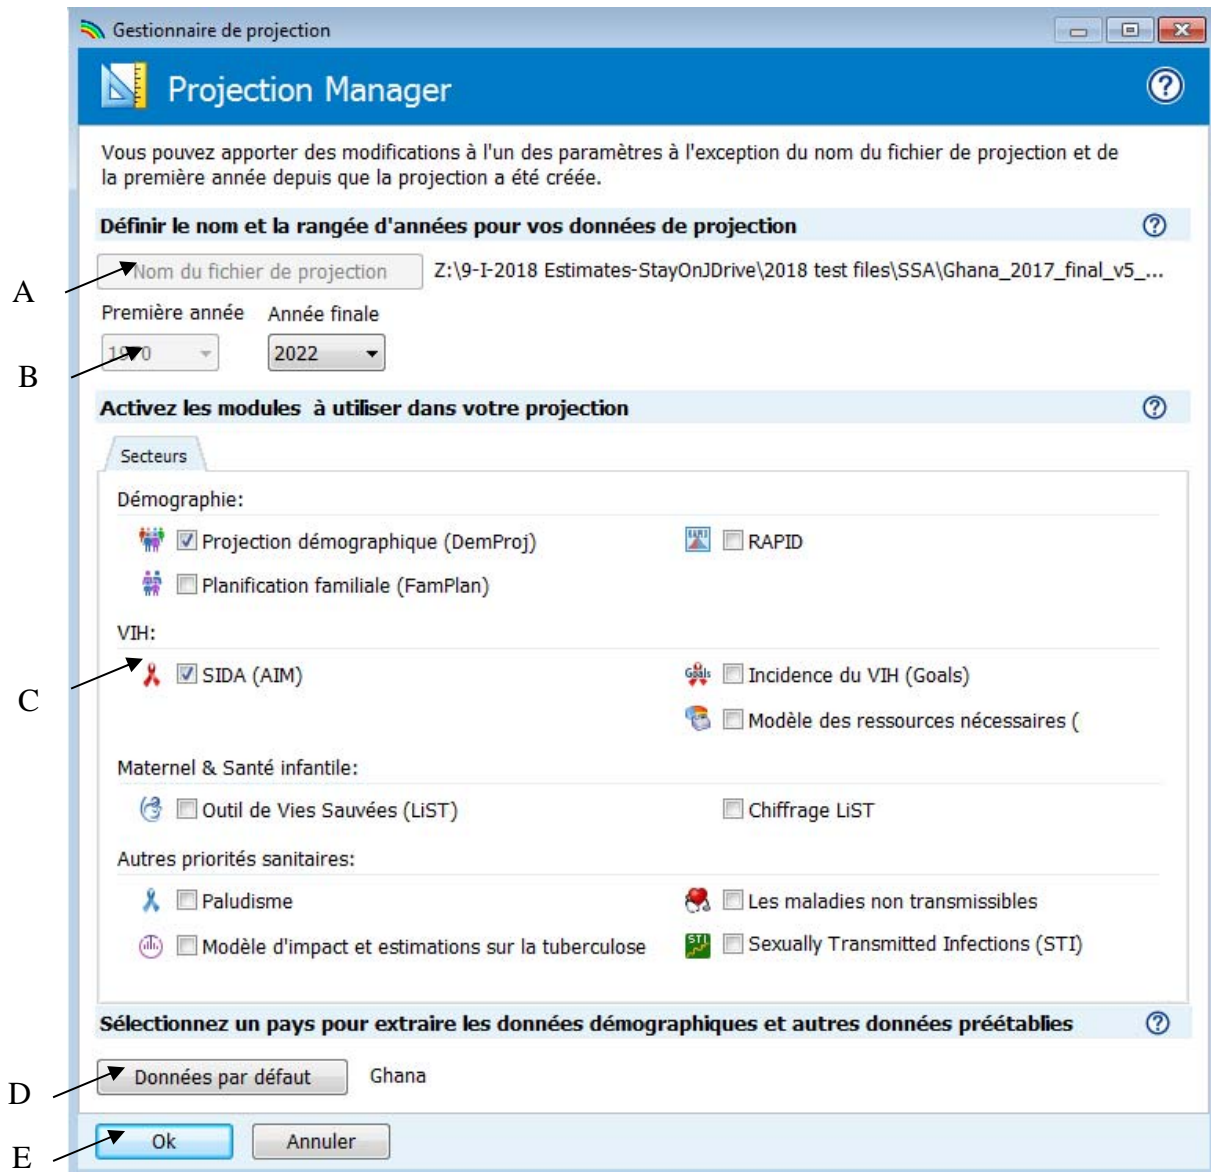 Gestionnaire de projection
Projection Manager
Vous pouvez apporter des modifications à l'un des paramètres à l'exception du nom du fichier de projection et de
la première année depuis que la projection a été créée.
Définir le nom et la rangée d'années pour vos données de projection
A
Nom du fichier de projection Z:\9-I-2018 Estimates-StayOnJDrive\2018 test files\SSA\Ghana_2017_final_v5_...
Première année Année finale
B
1970 2022
Activez les modules à utiliser dans votre projection
Secteurs
Démographie:
Projection démographique (DemProj) RAPID
Planification familiale (FamPlan)
VIH:
C
SIDA (AIM) Goals Incidence du VIH (Goals)
Modèle des ressources nécessaires (
Maternel & Santé infantile:
Outil de Vies Sauvées (LiST) Chiffrage LiST
Autres priorités sanitaires:
Paludisme Les maladies non transmissibles
Modèle d'impact et estimations sur la tuberculose STI Sexually Transmitted Infections (STI)
Sélectionnez un pays pour extraire les données démographiques et autres données préétablies
D
Données par défaut Ghana
E
Ok Annuler